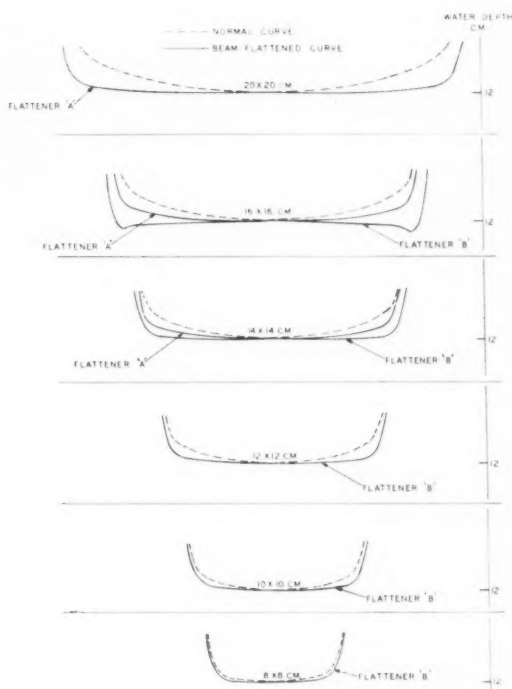 WATER DEPTH
CM.
NORMAL CURVE
BEAM FLATTENED CURVE
20 X 20 CM
12
FLATTENER 'A'
16 X 16 CM
12
FLATTENER 'A'
FLATTENER 'B'
14 X 14 CM
12
FLATTENER 'A'
FLATTENER 'B'
12 X 12 CM
12
FLATTENER 'B'
10 X 10 CM
12
FLATTENER 'B'
8 X 8 CM
12
FLATTENER 'B'